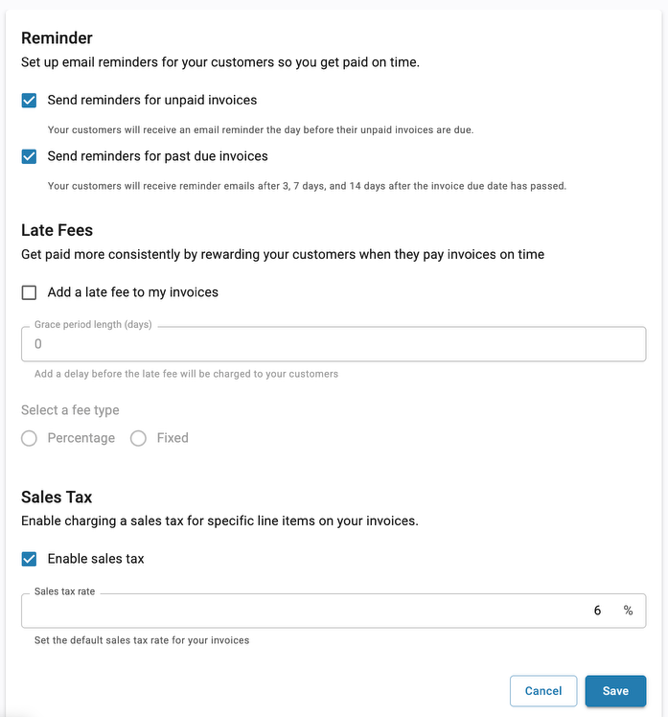 Reminder
Set up email reminders for your customers so you get paid on time.
Send reminders for unpaid invoices
Your customers will receive an email reminder the day before their unpaid invoices are due.
Send reminders for past due invoices
Your customers will receive reminder emails after 3, 7 days, and 14 days after the invoice due date has passed.
Late Fees
Get paid more consistently by rewarding your customers when they pay invoices on time
Add a late fee to my invoices
Grace period length (days)
0
Add a delay before the late fee will be charged to your customers
Select a fee type
Percentage Fixed
Sales Tax
Enable charging a sales tax for specific line items on your invoices.
Enable sales tax
Sales tax rate
6 %
Set the default sales tax rate for your invoices
Cancel Save